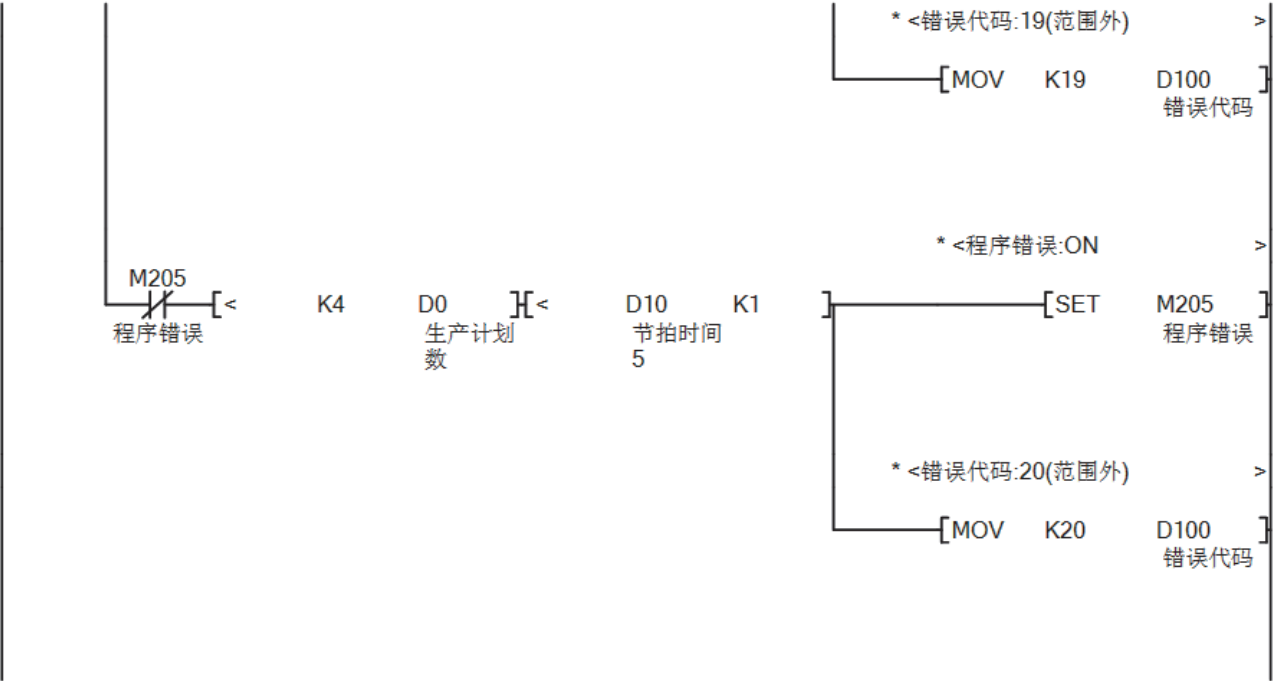 * <错误代码:19(范围外) >
[MOV K19 D100 ]
错误代码
* <程序错误:ON >
M205
[< K4 D0 ][< D10 K1 ] [SET M205 ]
程序错误 生产计划数 节拍时间5 程序错误
* <错误代码:20(范围外) >
[MOV K20 D100 ]
错误代码